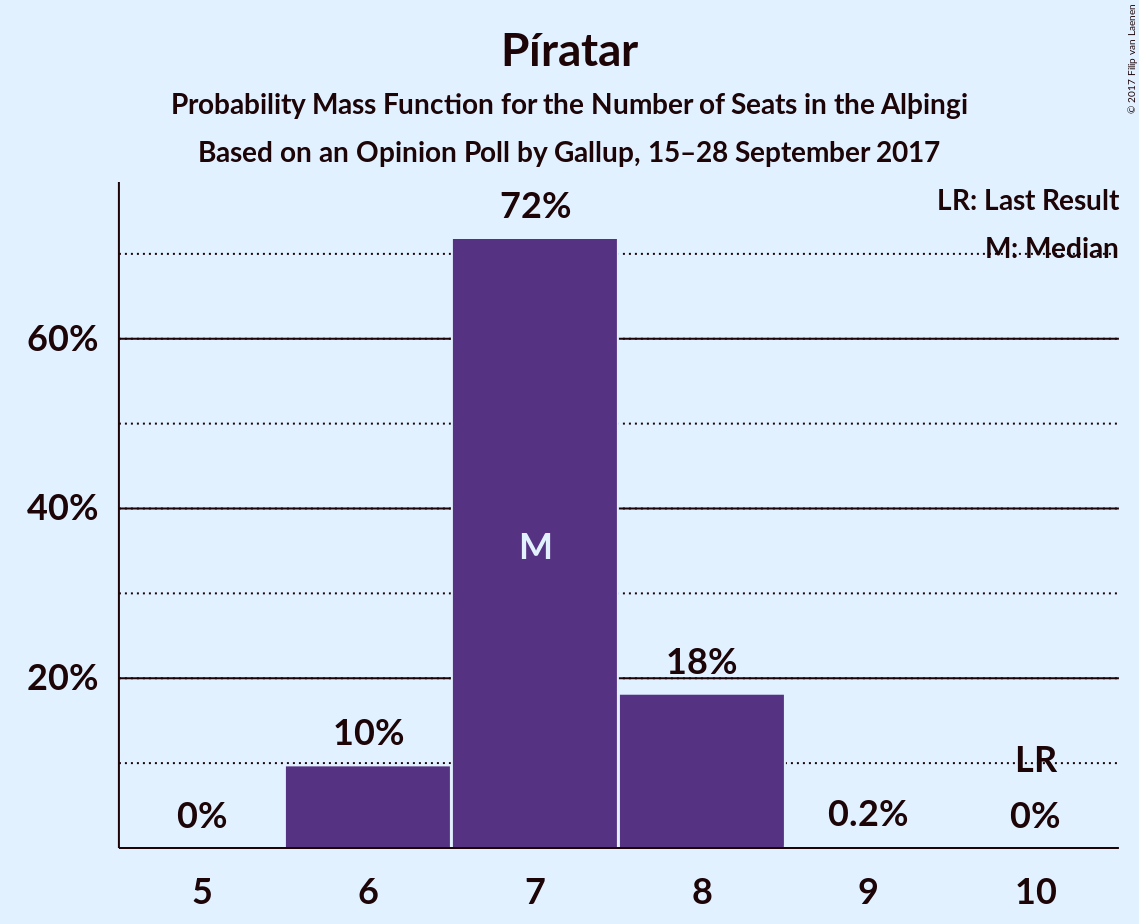 Píratar
Probability Mass Function for the Number of Seats in the Alþingi
Based on an Opinion Poll by Gallup, 15–28 September 2017
© 2017 Filip van Laenen
LR: Last Result
M: Median
60%
40%
20%
72%
M
18%
10%
0%
0.2%
LR
0%
5 6 7 8 9 10